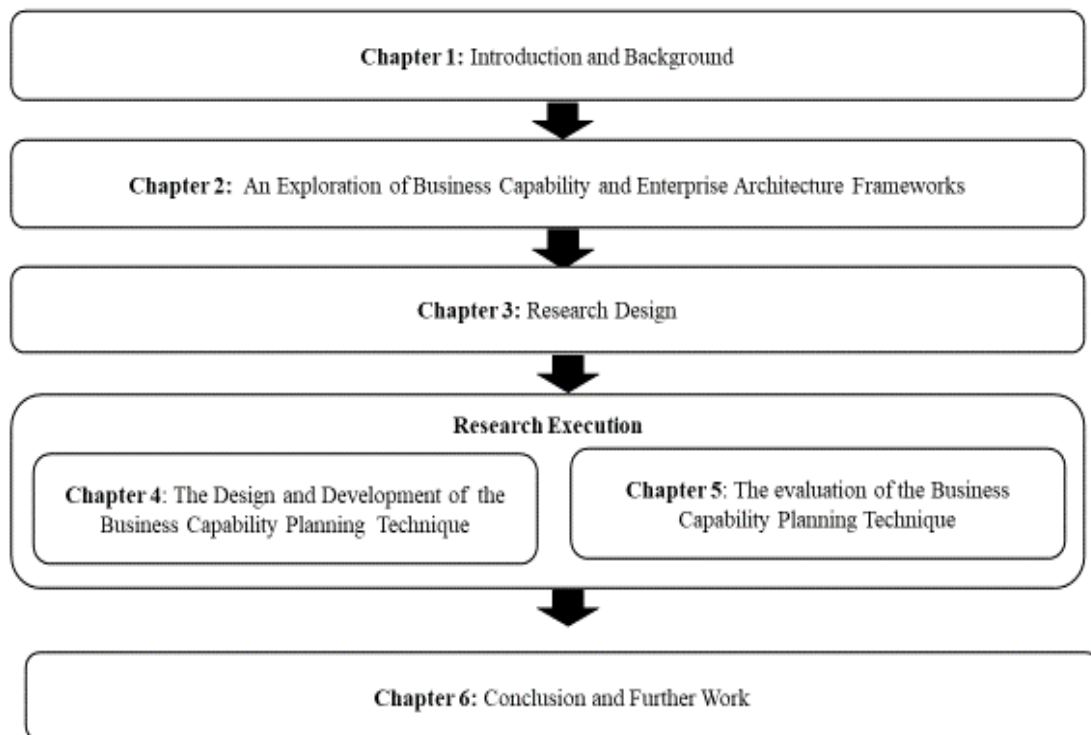 Chapter 1: Introduction and Background
Chapter 2: An Exploration of Business Capability and Enterprise Architecture Frameworks
Chapter 3: Research Design
Research Execution
Chapter 4: The Design and Development of the
Business Capability Planning Technique
Chapter 5: The evaluation of the Business
Capability Planning Technique
Chapter 6: Conclusion and Further Work